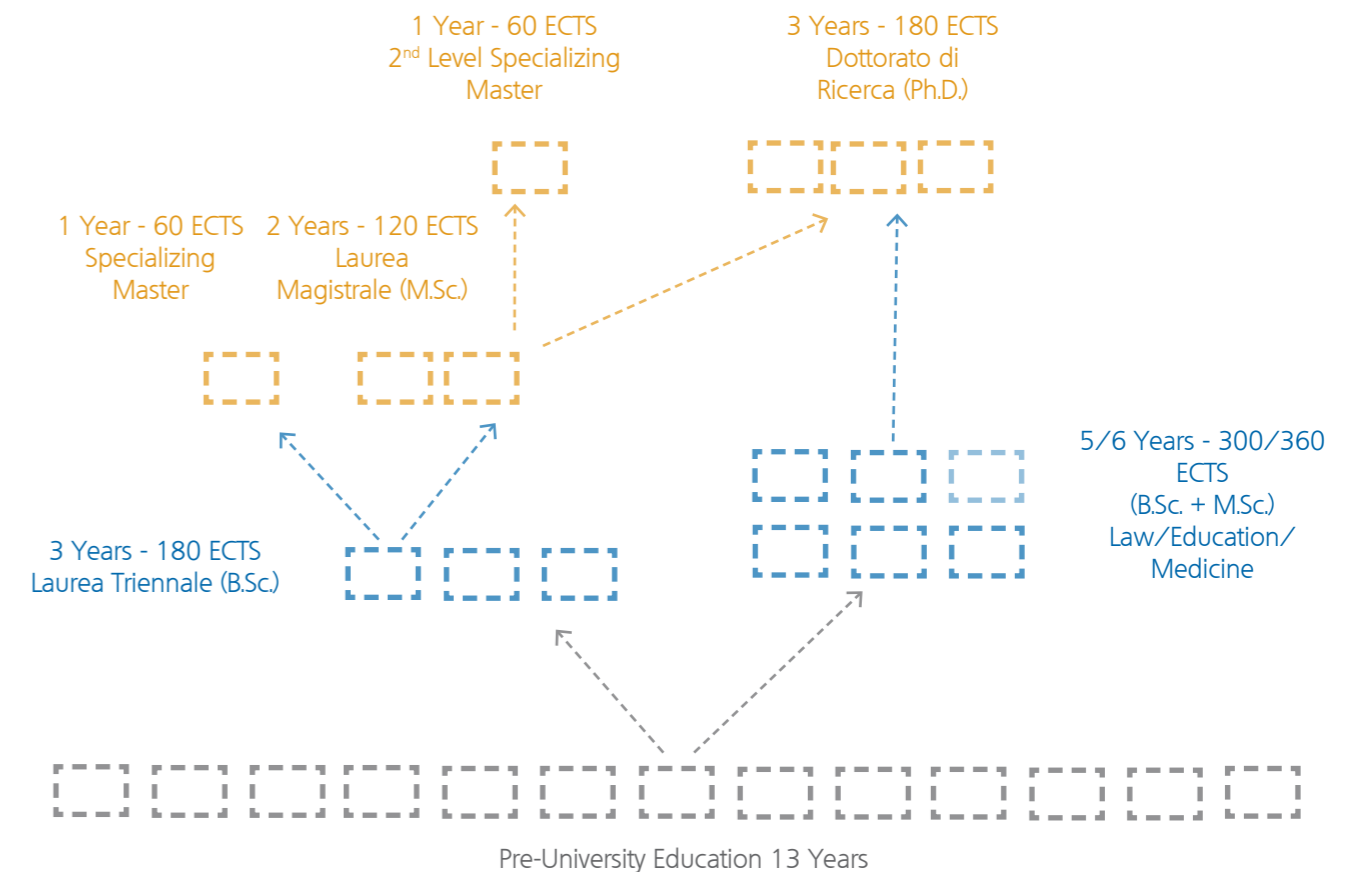 1 Year - 60 ECTS
2nd Level Specializing
Master
3 Years - 180 ECTS
Dottorato di
Ricerca (Ph.D.)
1 Year - 60 ECTS
Specializing
Master
2 Years - 120 ECTS
Laurea
Magistrale (M.Sc.)
5/6 Years - 300/360
ECTS
(B.Sc. + M.Sc.)
Law/Education/
Medicine
3 Years - 180 ECTS
Laurea Triennale (B.Sc.)
Pre-University Education 13 Years